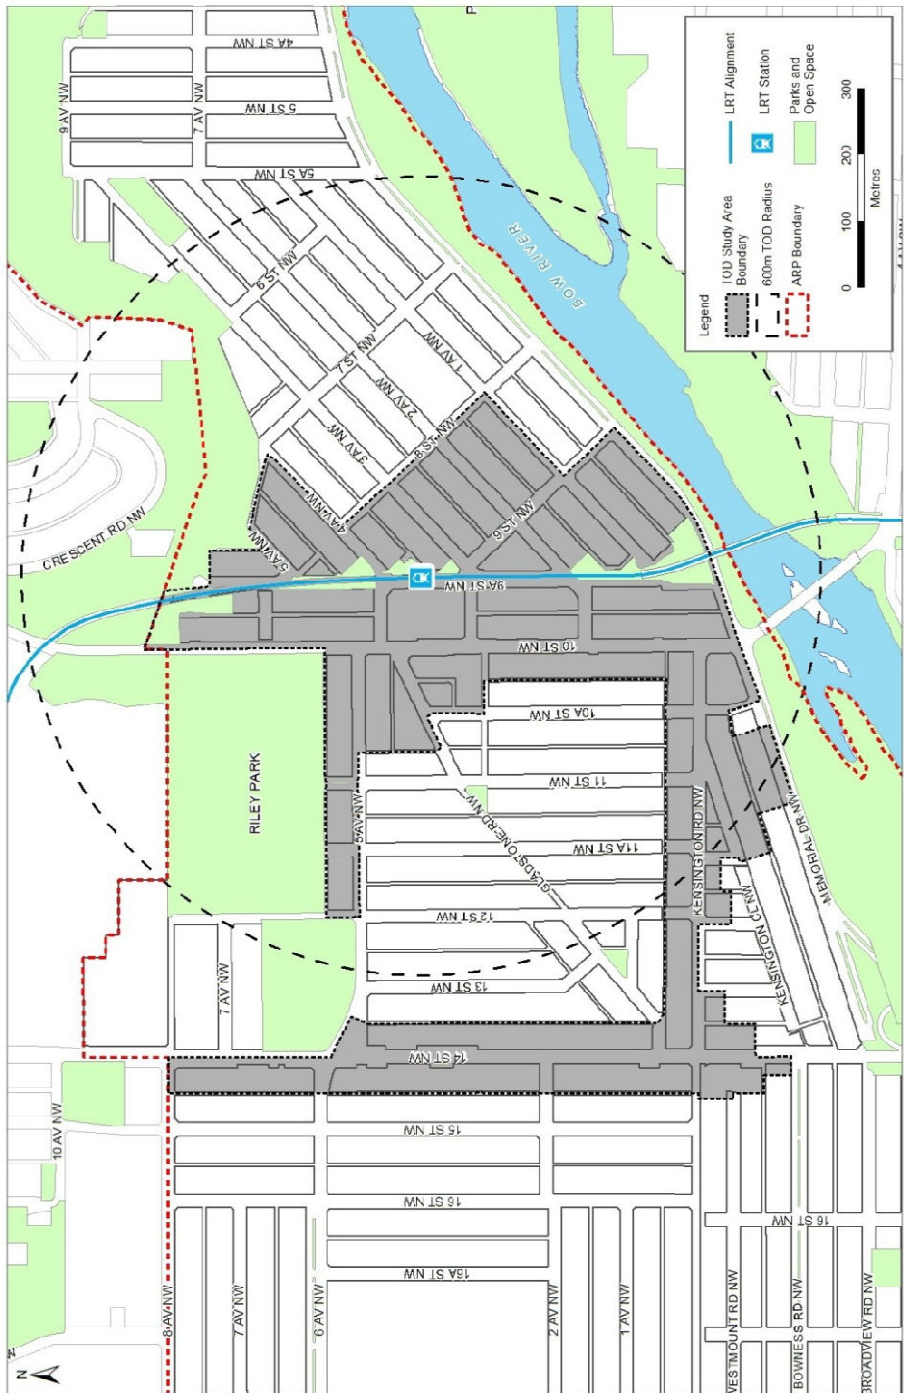 N
10 AV NW
8 AV NW
7 AV NW
6 AV NW
2 AV NW
1 AV NW
WESTMOUNT RD NW
BOWNESS RD NW
BROADVIEW RD NW
16A ST NW
16 ST NW
16 ST NW
15 ST NW
14 ST NW
7 AV NW
13 ST NW
12 ST NW
11A ST NW
11 ST NW
10A ST NW
10 ST NW
RILEY PARK
5 AV NW
GLADSTONE RD NW
KENSINGTON RD NW
KENSINGTON CL NW
MEMORIAL DR NW
CRESCENT RD NW
9A ST NW
9 ST NW
5 AV NW
4 AV NW
8 ST NW
3 AV NW
2 AV NW
1 AV NW
7 ST NW
6 ST NW
5A ST NW
5 ST NW
4A ST NW
9 AV NW
7 AV NW
BOW RIVER
P
Legend
TOD Study Area
Boundary
600m TOD Radius
ARP Boundary
LRT Alignment
LRT Station
Parks and
Open Space
0 100 200 300
Metres